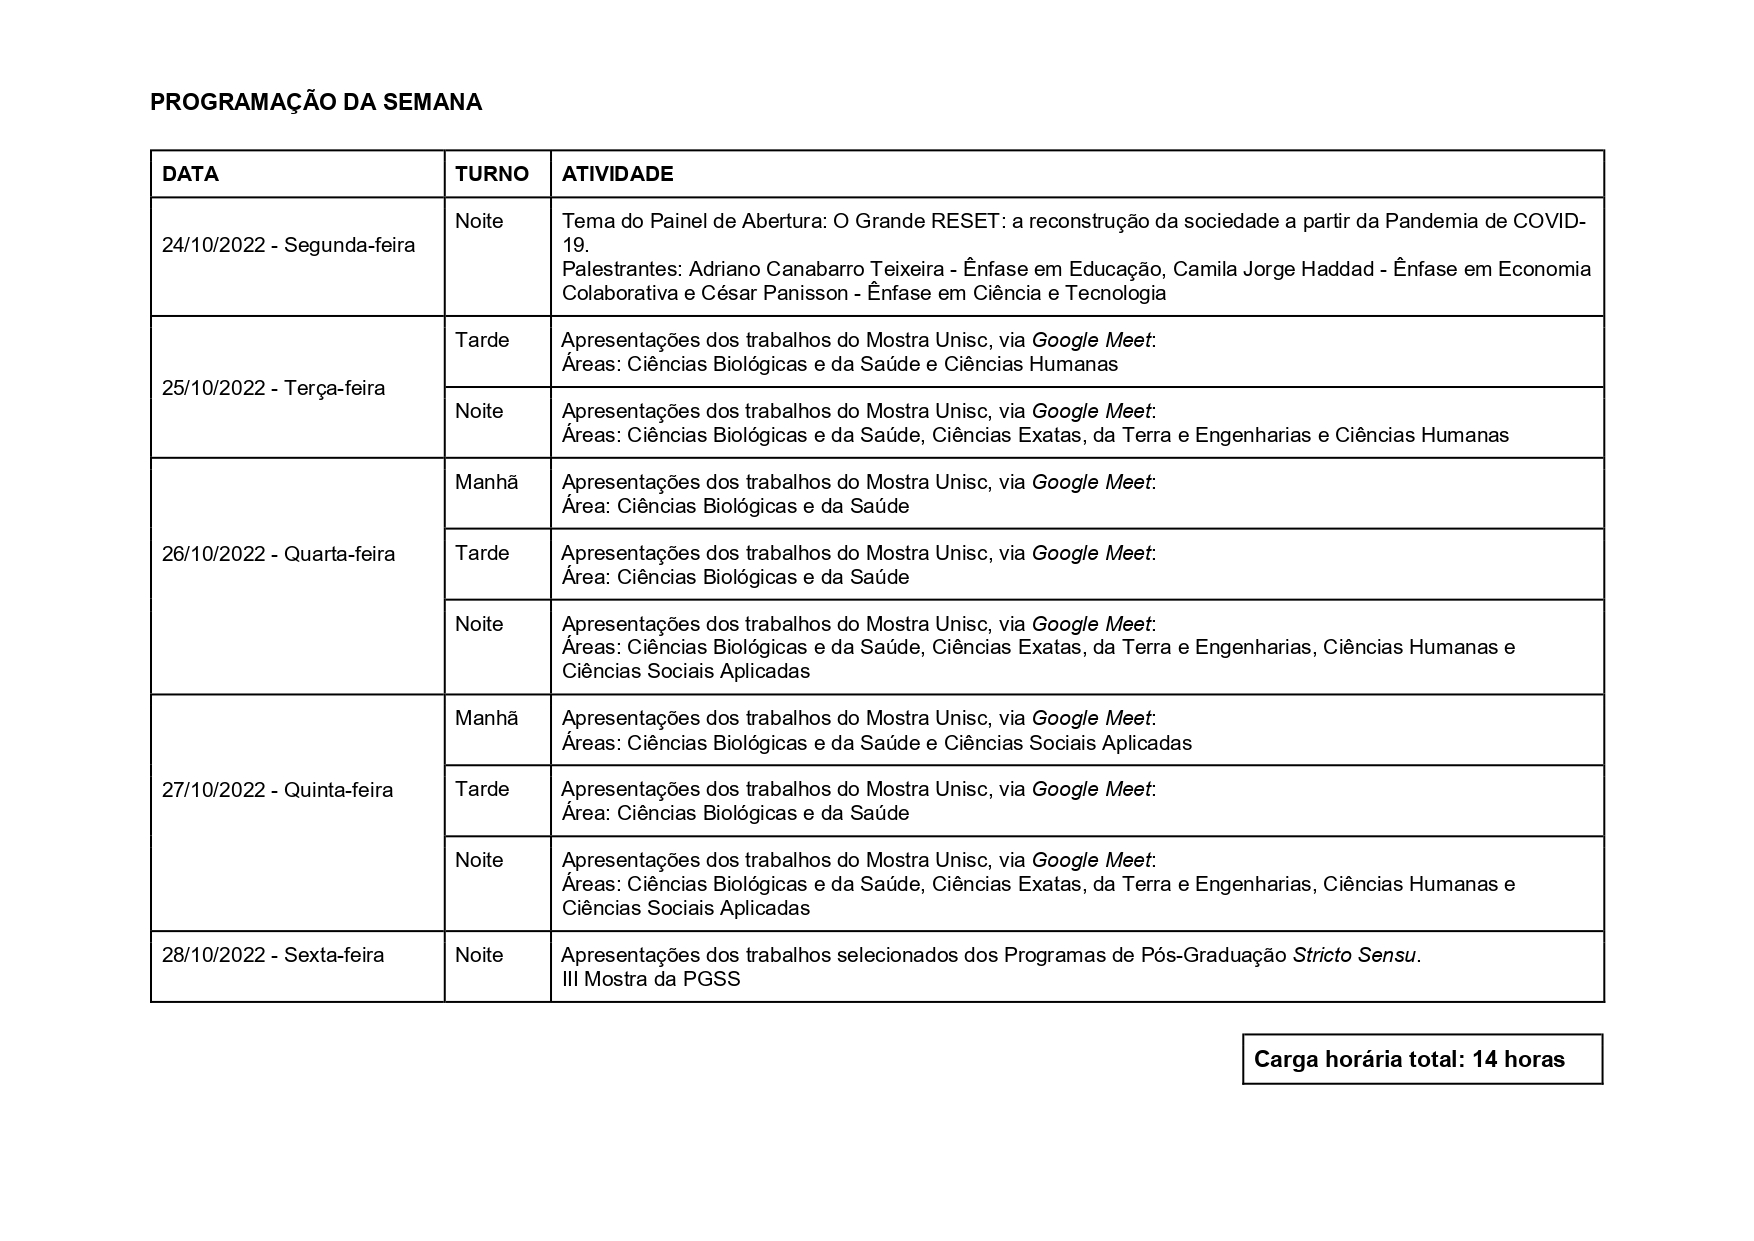 PROGRAMAÇÃO DA SEMANA
DATA TURNO ATIVIDADE
24/10/2022 - Segunda-feira
Noite
Tema do Painel de Abertura: O Grande RESET: a reconstrução da sociedade a partir da Pandemia de COVID-
19.
Palestrantes: Adriano Canabarro Teixeira - Ênfase em Educação, Camila Jorge Haddad - Ênfase em Economia
Colaborativa e César Panisson - Ênfase em Ciência e Tecnologia
25/10/2022 - Terça-feira
Tarde
Apresentações dos trabalhos do Mostra Unisc, via Google Meet:
Áreas: Ciências Biológicas e da Saúde e Ciências Humanas
Noite
Apresentações dos trabalhos do Mostra Unisc, via Google Meet:
Áreas: Ciências Biológicas e da Saúde, Ciências Exatas, da Terra e Engenharias e Ciências Humanas
26/10/2022 - Quarta-feira
Manhã
Apresentações dos trabalhos do Mostra Unisc, via Google Meet:
Área: Ciências Biológicas e da Saúde
Tarde
Apresentações dos trabalhos do Mostra Unisc, via Google Meet:
Área: Ciências Biológicas e da Saúde
Noite
Apresentações dos trabalhos do Mostra Unisc, via Google Meet:
Áreas: Ciências Biológicas e da Saúde, Ciências Exatas, da Terra e Engenharias, Ciências Humanas e
Ciências Sociais Aplicadas
27/10/2022 - Quinta-feira
Manhã
Apresentações dos trabalhos do Mostra Unisc, via Google Meet:
Áreas: Ciências Biológicas e da Saúde e Ciências Sociais Aplicadas
Tarde
Apresentações dos trabalhos do Mostra Unisc, via Google Meet:
Área: Ciências Biológicas e da Saúde
Noite
Apresentações dos trabalhos do Mostra Unisc, via Google Meet:
Áreas: Ciências Biológicas e da Saúde, Ciências Exatas, da Terra e Engenharias, Ciências Humanas e
Ciências Sociais Aplicadas
28/10/2022 - Sexta-feira
Noite
Apresentações dos trabalhos selecionados dos Programas de Pós-Graduação Stricto Sensu.
III Mostra da PGSS
Carga horária total: 14 horas